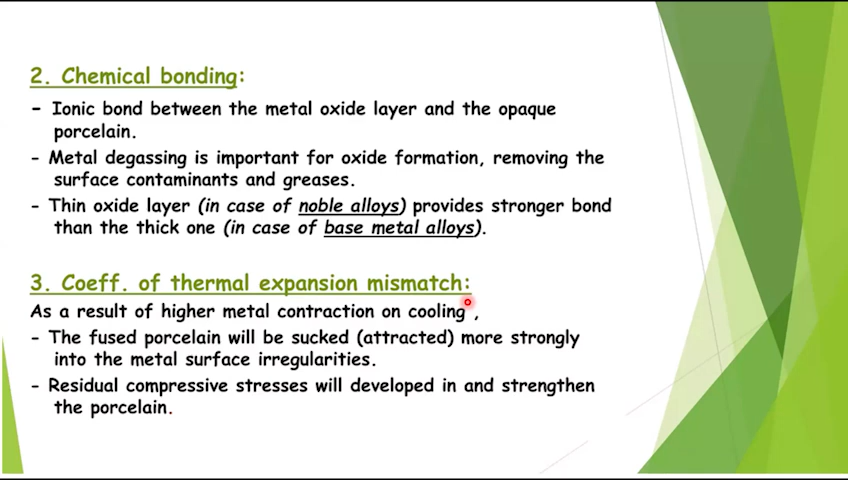 2. Chemical bonding:
- Ionic bond between the metal oxide layer and the opaque
porcelain.
- Metal degassing is important for oxide formation, removing the
surface contaminants and greases.
- Thin oxide layer (in case of noble alloys) provides stronger bond
than the thick one (in case of base metal alloys).
3. Coeff. of thermal expansion mismatch:
As a result of higher metal contraction on cooling ,
- The fused porcelain will be sucked (attracted) more strongly
into the metal surface irregularities.
- Residual compressive stresses will developed in and strengthen
the porcelain.